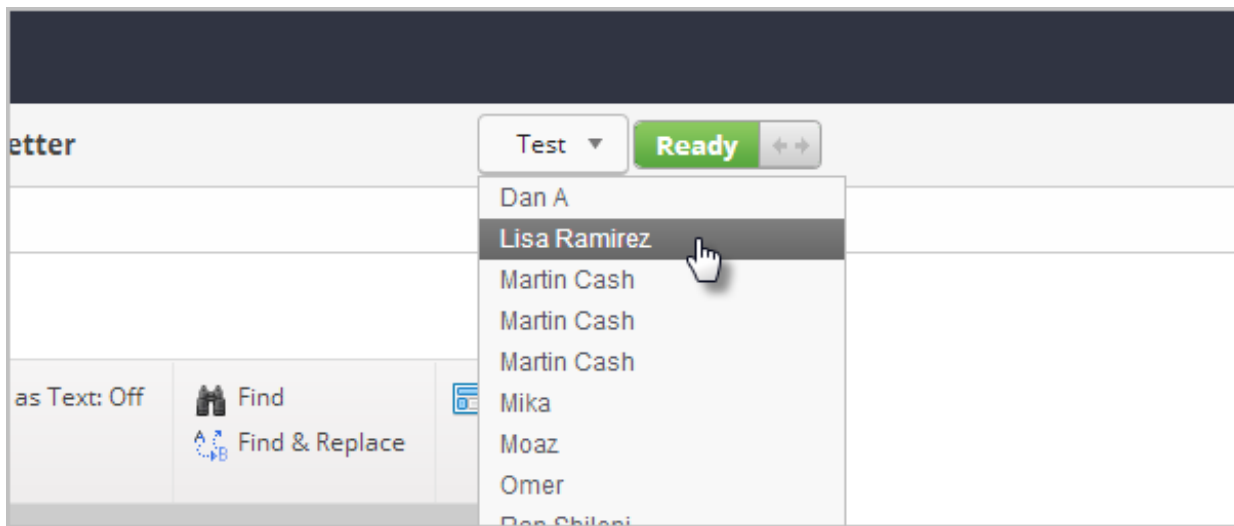 etter
Test Ready
Dan A
Lisa Ramirez
Martin Cash
Martin Cash
Martin Cash
Mika
Moaz
Omer
as Text: Off
Find
Find & Replace